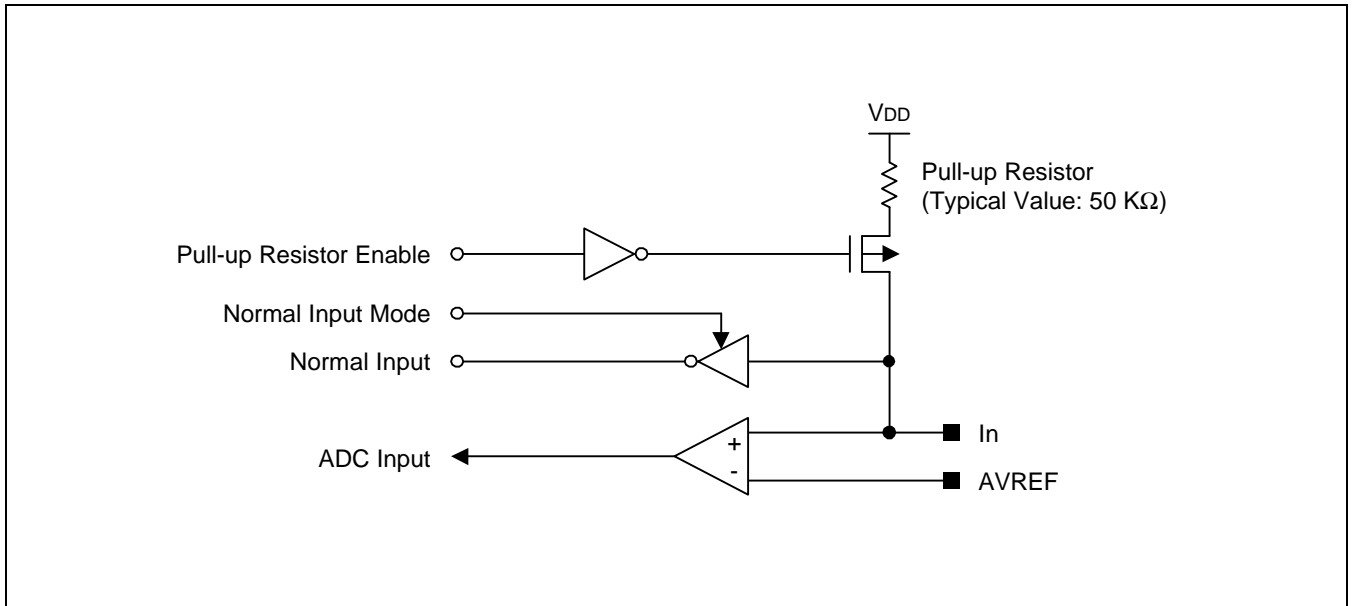 VDD
Pull-up Resistor
(Typical Value: 50 KΩ)
Pull-up Resistor Enable
Normal Input Mode
Normal Input
+
-
In
ADC Input
AVREF